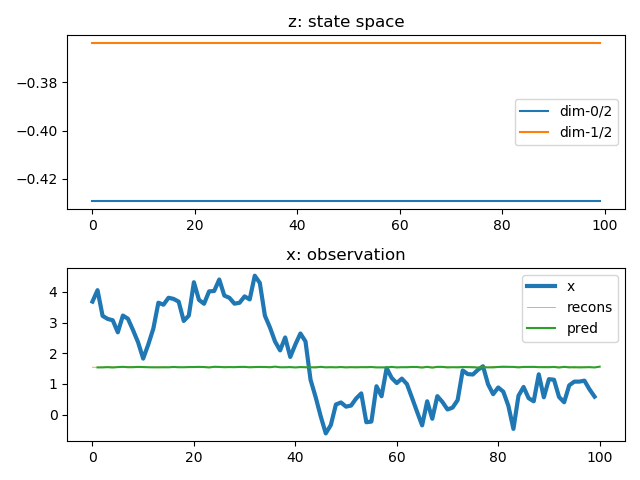 z: state space
−0.38
−0.40
−0.42
dim-0/2
dim-1/2
0 20 40 60 80 100
x: observation
4
3
2
1
0
x
recons
pred
0 20 40 60 80 100